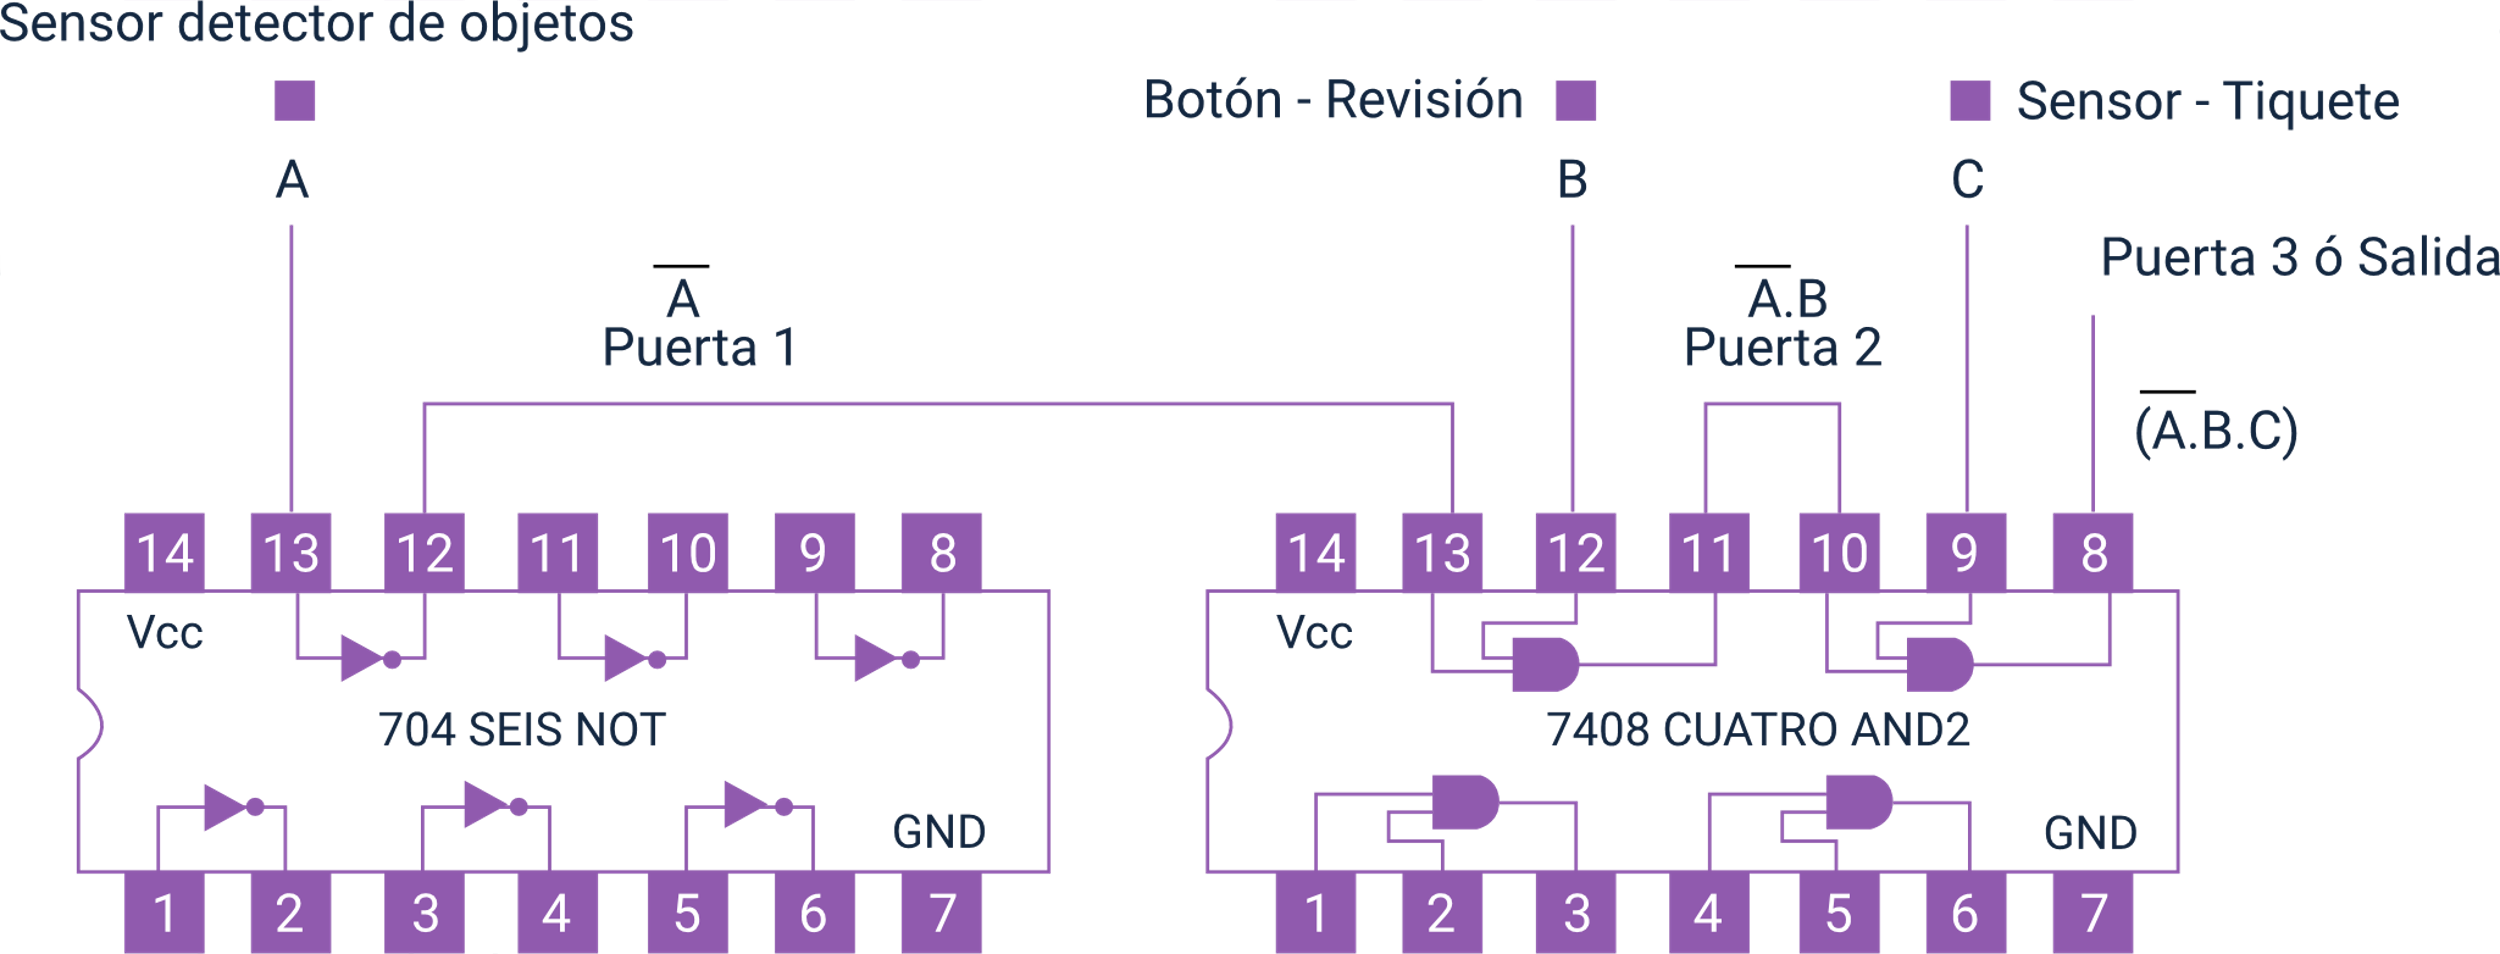 Sensor detector de objetos
Botón - Revisión
Sensor - Tiquete
A
B
C
Puerta 3 ó Salida
A
Puerta 1
A.B
Puerta 2
(A.B.C)
14 13 12 11 10 9 8
14 13 12 11 10 9 8
Vcc
Vcc
704 SEIS NOT
7408 CUATRO AND2
GND
GND
1 2 3 4 5 6 7
1 2 3 4 5 6 7